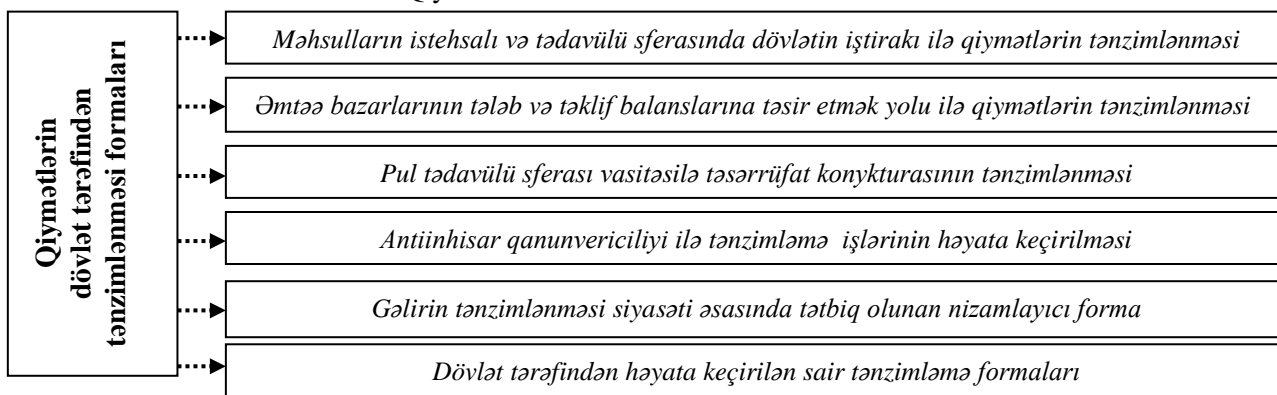 Qiymətlərin
dövlət tərəfindən
tənzimlənməsi formaları
Məhsulların istehsalı və tədavülü sferasında dövlətin iştirakı ilə qiymətlərin tənzimlənməsi
Əmtəə bazarlarının tələb və təklif balanslarına təsir etmək yolu ilə qiymətlərin tənzimlənməsi
Pul tədavülü sferası vasitəsilə təsərrüfat konykturasının tənzimlənməsi
Antiinhisar qanunvericiliyi ilə tənzimləmə işlərinin həyata keçirilməsi
Gəlirin tənzimlənməsi siyasəti əsasında tətbiq olunan nizamlayıcı forma
Dövlət tərəfindən həyata keçirilən sair tənzimləmə formaları